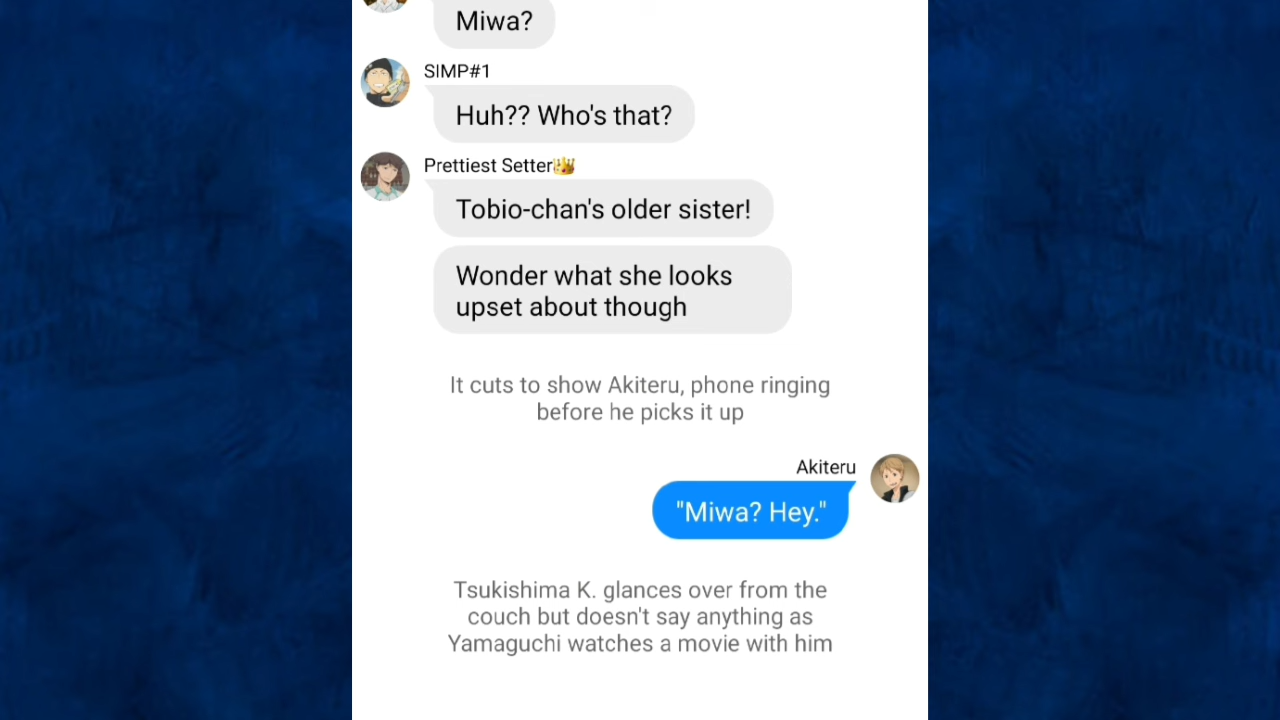 Miwa?
SIMP#1
Huh?? Who's that?
Prettiest Setter👑
Tobio-chan's older sister!
Wonder what she looks
upset about though
It cuts to show Akiteru, phone ringing
before he picks it up
Akiteru
"Miwa? Hey."
Tsukishima K. glances over from the
couch but doesn't say anything as
Yamaguchi watches a movie with him